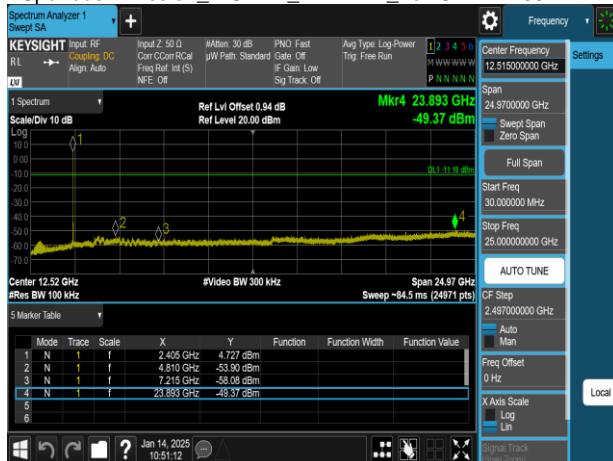 Spectrum Analyzer 1
Swept SA
+
Frequency
KEYSIGHT
Input: RF
RL
Coupling: DC
Align: Auto
LXI
Input Z: 50 Ω
Corr CCorr RCal
Freq Ref: Int (S)
NFE: Off
#Atten: 30 dB
µW Path: Standard
PNO: Fast
Gate: Off
IF Gain: Low
Sig Track: Off
Avg Type: Log-Power
Trig: Free Run
1 2 3 4 5 6
M W W W W W
P N N N N N
1 Spectrum
Scale/Div 10 dB
Ref Lvl Offset 0.94 dB
Ref Level 20.00 dBm
Mkr4 23.893 GHz
-49.37 dBm
Log
10.0
0.00
-10.0
-20.0
-30.0
-40.0
-50.0
-60.0
-70.0
1
2
3
4
DL1 -11.18 dBm
Center 12.52 GHz
#Res BW 100 kHz
#Video BW 300 kHz
Span 24.97 GHz
Sweep ~84.5 ms (24971 pts)
5 Marker Table
Mode Trace Scale X Y Function Function Width Function Value
1 N 1 f 2.405 GHz 4.727 dBm
2 N 1 f 4.810 GHz -53.90 dBm
3 N 1 f 7.215 GHz -58.08 dBm
4 N 1 f 23.893 GHz -49.37 dBm
5
6
Jan 14, 2025
10:51:12
?
Center Frequency
12.515000000 GHz
Settings
Span
24.9700000 GHz
Swept Span
Zero Span
Full Span
Start Freq
30.000000 MHz
Stop Freq
25.000000000 GHz
AUTO TUNE
CF Step
2.497000000 GHz
Auto
Man
Freq Offset
0 Hz
Local
X Axis Scale
Log
Lin
Signal Track
(Span Zoom)